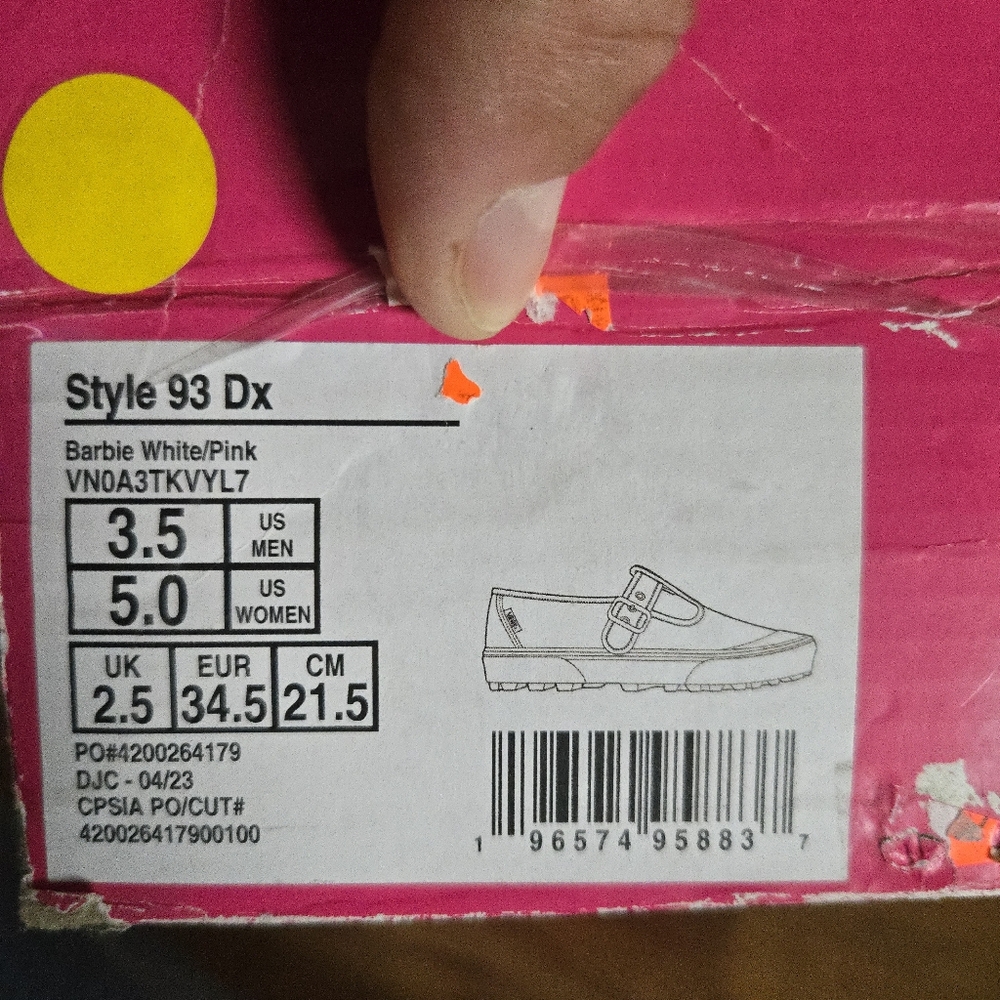 Style 93 Dx
Barbie White/Pink
VN0A3TKVYL7
3.5 US MEN
5.0 US WOMEN
UK EUR CM
2.5 34.5 21.5
PO#4200264179
DJC - 04/23
CPSIA PO/CUT#
420026417900100
1 96574 95883 7